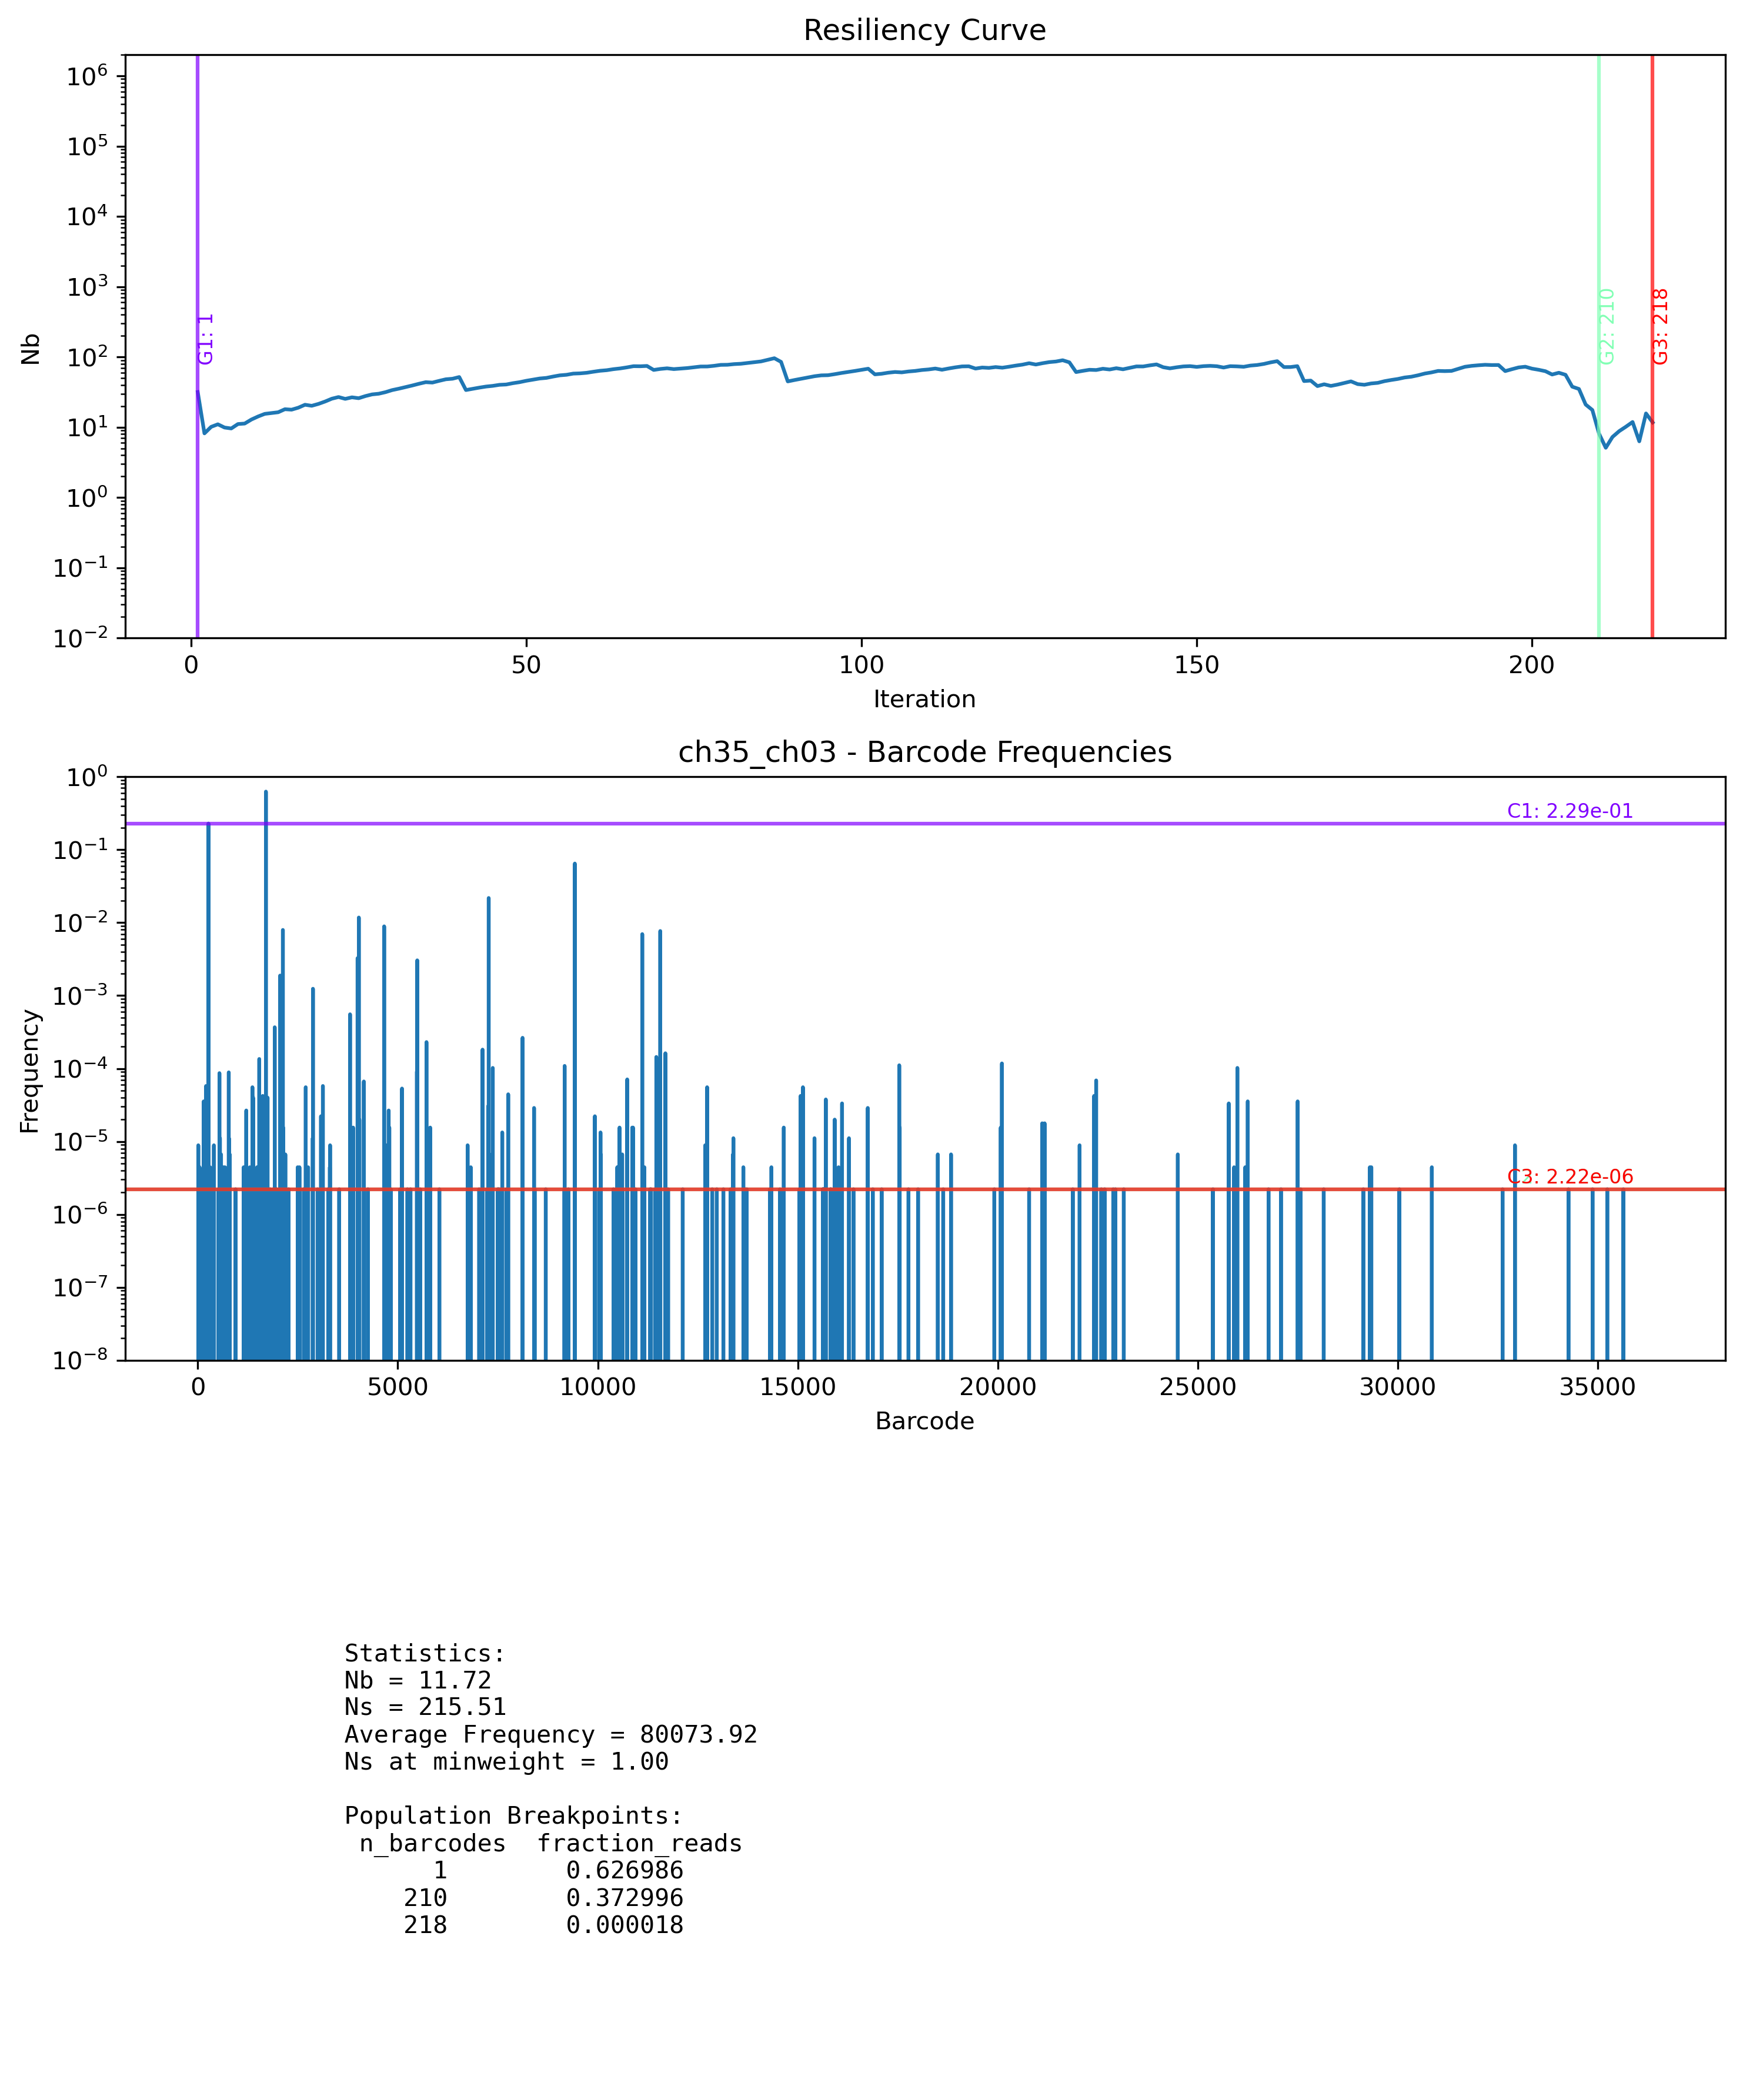 Resiliency Curve
10^6
10^5
10^4
10^3
10^2
10^1
10^0
10^−1
10^−2
Nb
G1: 1
G2: 210
G3: 218
0 50 100 150 200
Iteration
ch35_ch03 - Barcode Frequencies
10^0
10^−1
10^−2
10^−3
10^−4
10^−5
10^−6
10^−7
10^−8
Frequency
C1: 2.29e-01
C3: 2.22e-06
0 5000 10000 15000 20000 25000 30000 35000
Barcode
Statistics:
Nb = 11.72
Ns = 215.51
Average Frequency = 80073.92
Ns at minweight = 1.00
Population Breakpoints:
n_barcodes fraction_reads
1 0.626986
210 0.372996
218 0.000018